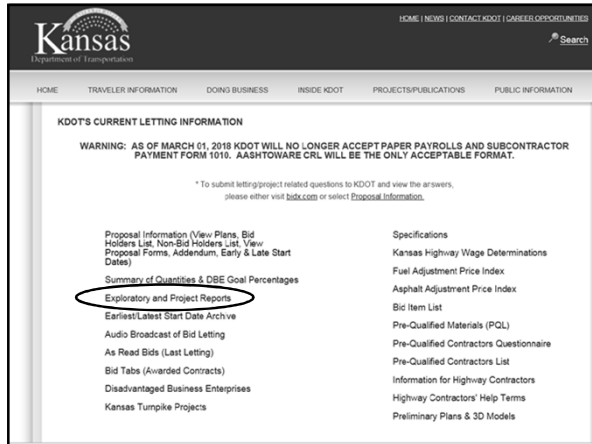 HOME | NEWS | CONTACT KDOT | CAREER OPPORTUNITIES
Kansas
Department of Transportation
Search
HOME TRAVELER INFORMATION DOING BUSINESS INSIDE KDOT PROJECTS/PUBLICATIONS PUBLIC INFORMATION
KDOT'S CURRENT LETTING INFORMATION
WARNING: AS OF MARCH 01, 2018 KDOT WILL NO LONGER ACCEPT PAPER PAYROLLS AND SUBCONTRACTOR
PAYMENT FORM 1010. AASHTOWARE CRL WILL BE THE ONLY ACCEPTABLE FORMAT.
* To submit letting/project related questions to KDOT and view the answers,
please either visit bidx.com or select Proposal Information.
Proposal Information (View Plans, Bid
Holders List, Non-Bid Holders List, View
Proposal Forms, Addendum, Early & Late Start
Dates)
Summary of Quantities & DBE Goal Percentages
Exploratory and Project Reports
Earliest/Latest Start Date Archive
Audio Broadcast of Bid Letting
As Read Bids (Last Letting)
Bid Tabs (Awarded Contracts)
Disadvantaged Business Enterprises
Kansas Turnpike Projects
Specifications
Kansas Highway Wage Determinations
Fuel Adjustment Price Index
Asphalt Adjustment Price Index
Bid Item List
Pre-Qualified Materials (PQL)
Pre-Qualified Contractors Questionnaire
Pre-Qualified Contractors List
Information for Highway Contractors
Highway Contractors' Help Terms
Preliminary Plans & 3D Models